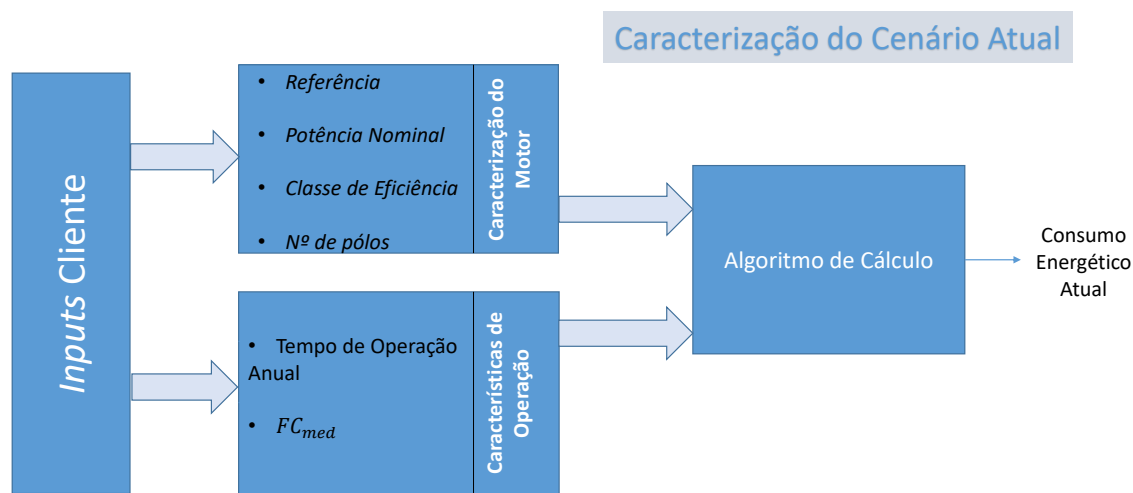 Caracterização do Cenário Atual
Inputs Cliente
• Referência
• Potência Nominal
• Classe de Eficiência
• Nº de pólos
Caracterização do
Motor
• Tempo de Operação
Anual
• FCmed
Características de
Operação
Algoritmo de Cálculo
Consumo
Energético
Atual